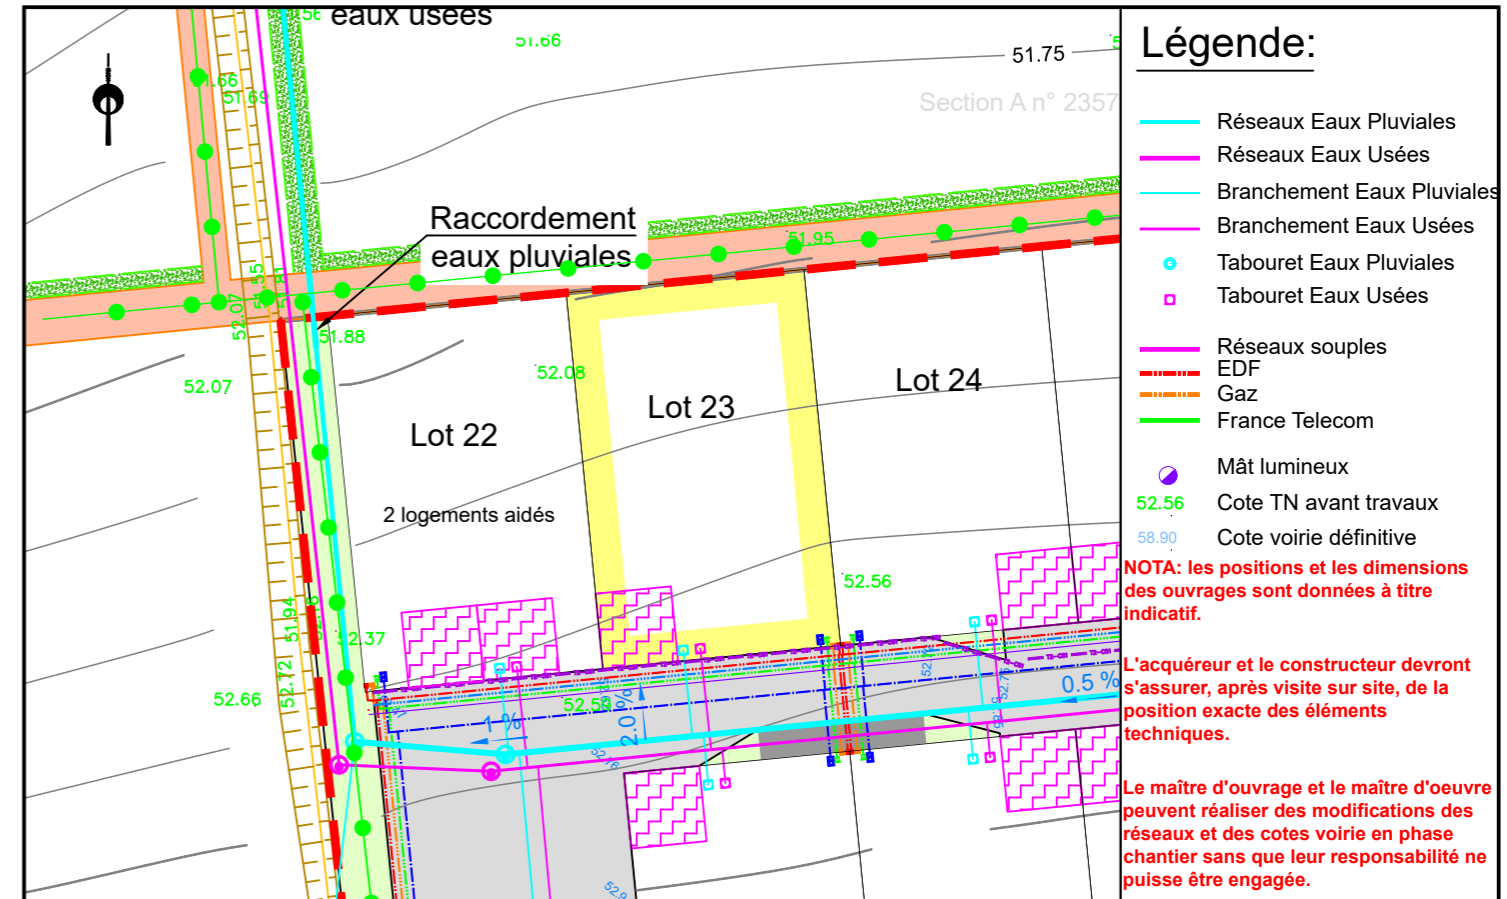 eaux usées
51.66
51.75
Section A n° 2357
51.69
Raccordement
eaux pluviales
51.95
51.88
52.07
52.07
52.08
Lot 22
Lot 23
Lot 24
2 logements aidés
52.56
51.94
52.37
52.66
52.72
1 %
2.0 %
0.5 %
52.16
Légende:
Réseaux Eaux Pluviales
Réseaux Eaux Usées
Branchement Eaux Pluviales
Branchement Eaux Usées
Tabouret Eaux Pluviales
Tabouret Eaux Usées
Réseaux souples
EDF
Gaz
France Telecom
Mât lumineux
52.56 Cote TN avant travaux
58.90 Cote voirie définitive
NOTA: les positions et les dimensions
des ouvrages sont données à titre
indicatif.
L'acquéreur et le constructeur devront
s'assurer, après visite sur site, de la
position exacte des éléments
techniques.
Le maître d'ouvrage et le maître d'oeuvre
peuvent réaliser des modifications des
réseaux et des cotes voirie en phase
chantier sans que leur responsabilité ne
puisse être engagée.